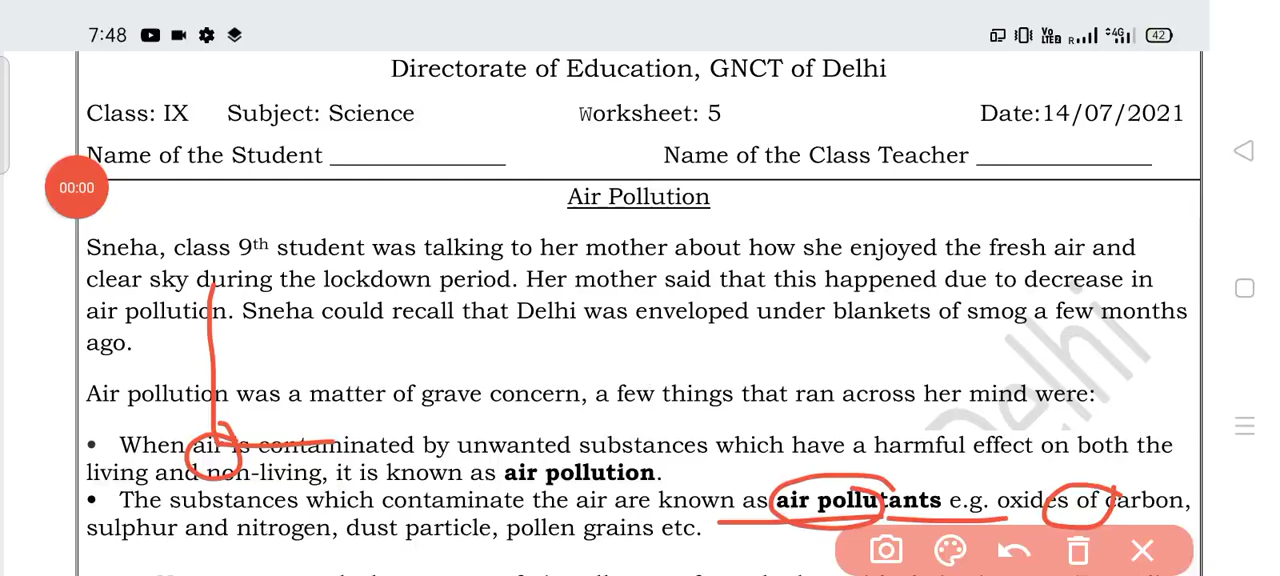 7:48 Vo LTE2 R 4G 42
Directorate of Education, GNCT of Delhi
Class: IX Subject: Science Worksheet: 5 Date:14/07/2021
Name of the Student ______________ Name of the Class Teacher ______________
00:00
Air Pollution
Sneha, class 9th student was talking to her mother about how she enjoyed the fresh air and
clear sky during the lockdown period. Her mother said that this happened due to decrease in
air pollution. Sneha could recall that Delhi was enveloped under blankets of smog a few months
ago.
Air pollution was a matter of grave concern, a few things that ran across her mind were:
• When air is contaminated by unwanted substances which have a harmful effect on both the
living and non-living, it is known as air pollution.
• The substances which contaminate the air are known as air pollutants e.g. oxides of carbon,
sulphur and nitrogen, dust particle, pollen grains etc.
Delhi